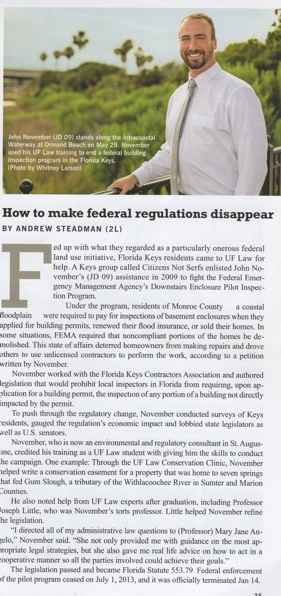 John November (JD 09) stands along the Intracoastal
Waterway at Ormond Beach on May 29. November
used his UF Law training to end a federal building
inspection program in the Florida Keys.
(Photo by Whitney Larson)
How to make federal regulations disappear
BY ANDREW STEADMAN (2L)
Fed up with what they regarded as a particularly onerous federal
land use initiative, Florida Keys residents came to UF Law for
help. A Keys group called Citizens Not Serfs enlisted John No-
vember's (JD 09) assistance in 2009 to fight the Federal Emer-
gency Management Agency's Downstairs Enclosure Pilot Inspec-
tion Program.
Under the program, residents of Monroe County a coastal
floodplain were required to pay for inspections of basement enclosures when they
applied for building permits, renewed their flood insurance, or sold their homes. In
some situations, FEMA required that noncompliant portions of the homes be de-
molished. This state of affairs deterred homeowners from making repairs and drove
others to use unlicensed contractors to perform the work, according to a petition
written by November.
November worked with the Florida Keys Contractors Association and authored
legislation that would prohibit local inspectors in Florida from requiring, upon ap-
plication for a building permit, the inspection of any portion of a building not directly
impacted by the permit.
To push through the regulatory change, November conducted surveys of Keys
residents, gauged the regulation's economic impact and lobbied state legislators as
well as U.S. senators.
November, who is now an environmental and regulatory consultant in St. Augus-
tine, credited his training as a UF Law student with giving him the skills to conduct
the campaign. One example: Through the UF Law Conservation Clinic, November
helped write a conservation easement for a property that was home to seven springs
that fed Gum Slough, a tributary of the Withlacoochee River in Sumter and Marion
Counties.
He also noted help from UF Law experts after graduation, including Professor
Joseph Little, who was November's torts professor. Little helped November refine
the legislation.
"I directed all of my administrative law questions to (Professor) Mary Jane An-
gelo," November said. "She not only provided me with guidance on the most ap-
propriate legal strategies, but she also gave me real life advice on how to act in a
cooperative manner so all the parties involved could achieve their goals."
The legislation passed and became Florida Statute 553.79 Federal enforcement
of the pilot program ceased on July 1, 2013, and it was officially terminated Jan 14.